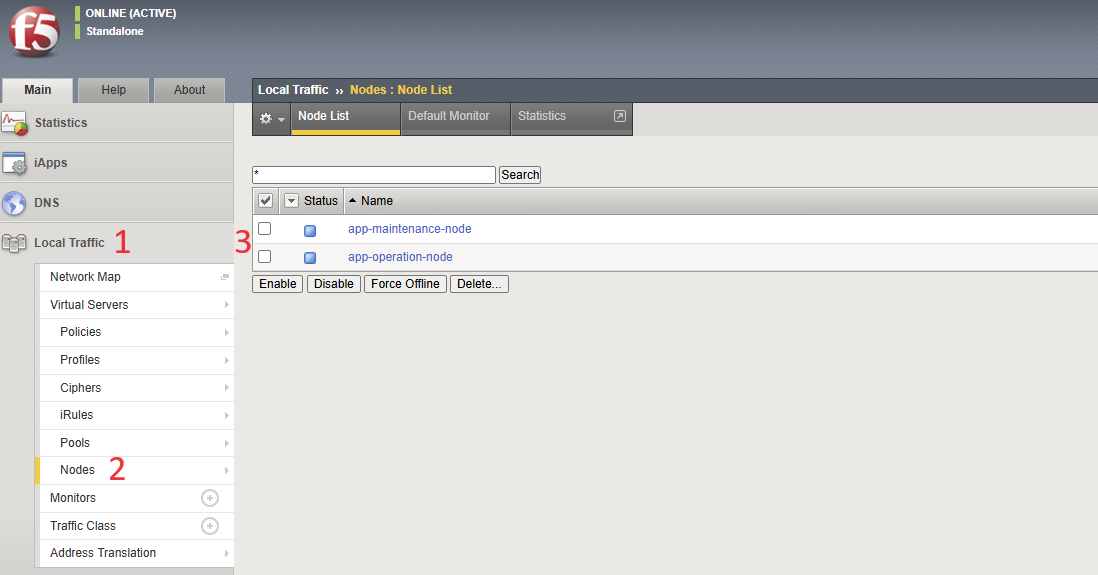 f5
ONLINE (ACTIVE)
Standalone
Main
Help
About
Local Traffic ›› Nodes : Node List
Statistics
iApps
DNS
Local Traffic 1
Network Map
Virtual Servers
Policies
Profiles
Ciphers
iRules
Pools
Nodes 2
Monitors
Traffic Class
Address Translation
Node List
Default Monitor
Statistics
*
Search
Status
Name
3
app-maintenance-node
app-operation-node
Enable
Disable
Force Offline
Delete...